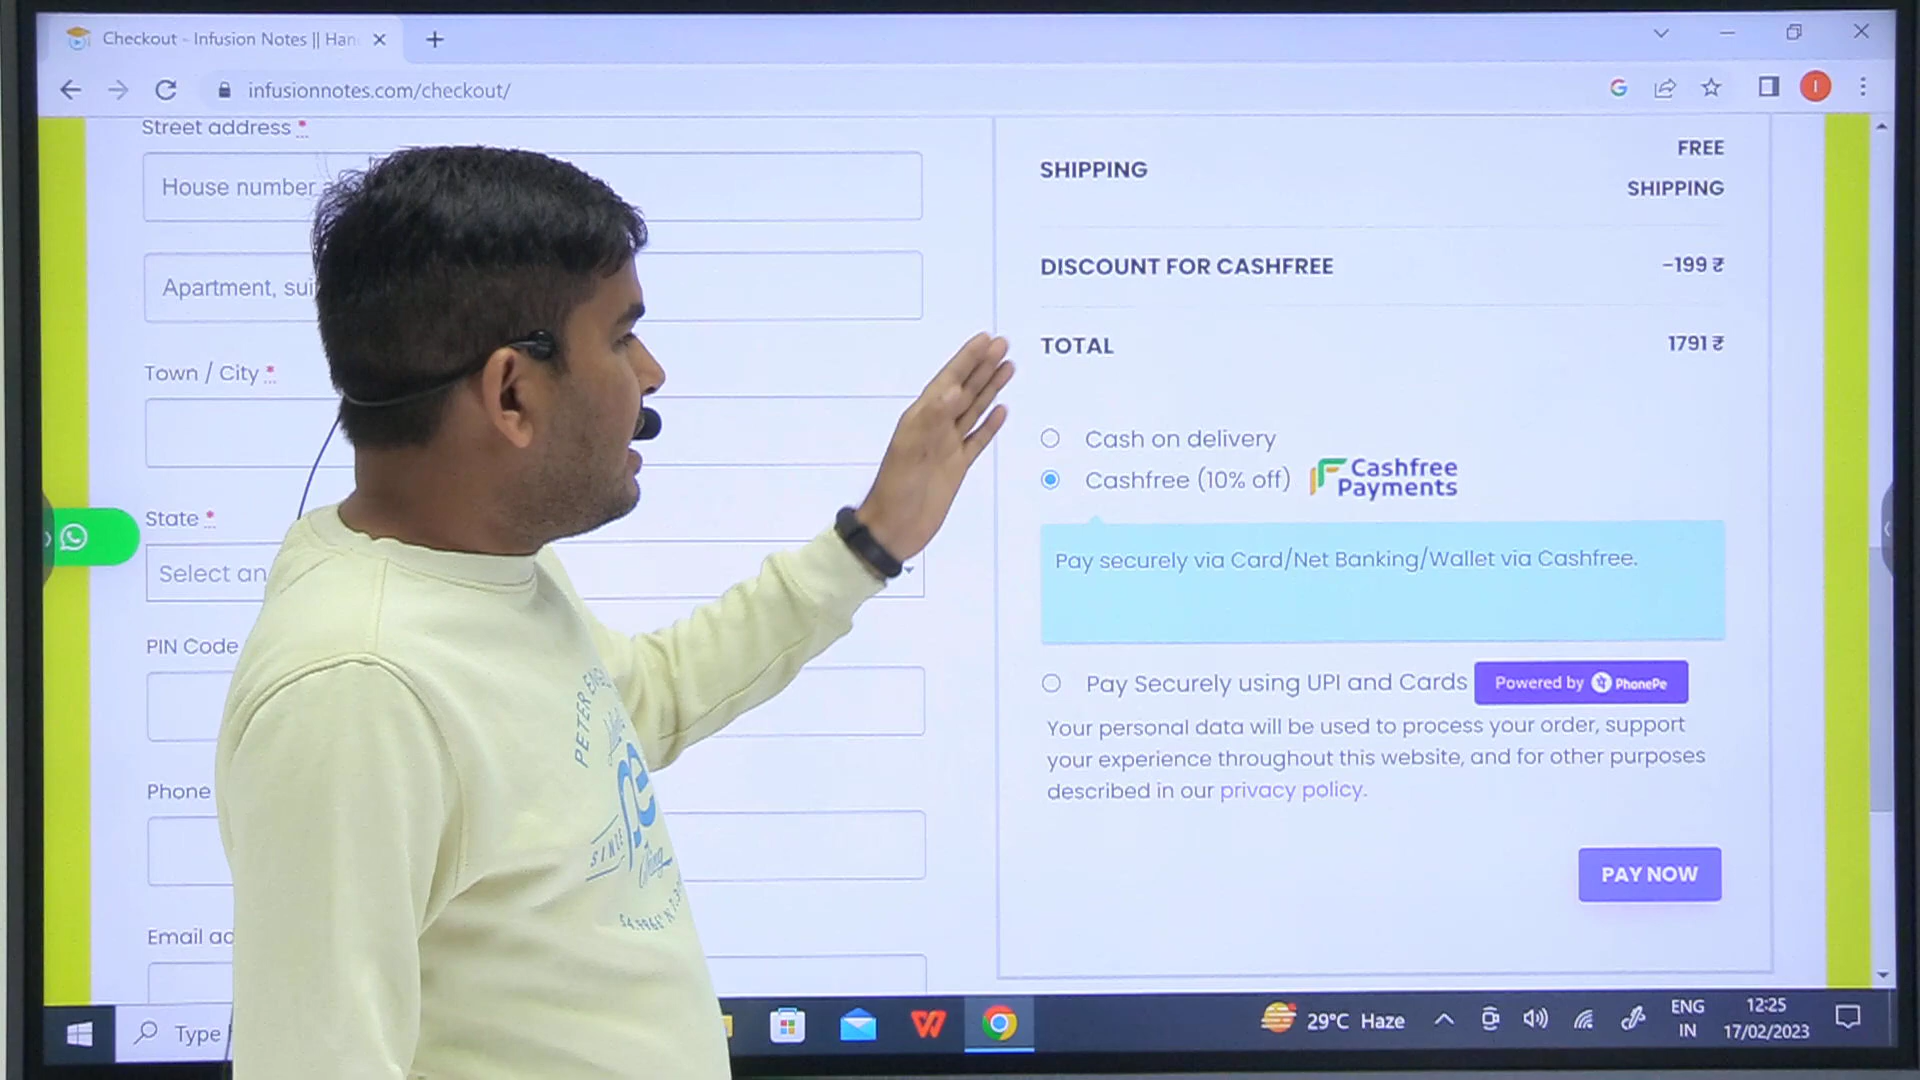 Checkout - Infusion Notes || Han
infusionnotes.com/checkout/
Street address *
House number
Apartment, sui
Town / City *
State *
Select an
PIN Code
Phone
Email ad
SHIPPING
FREE
SHIPPING
DISCOUNT FOR CASHFREE -199 ₹
TOTAL 1791 ₹
Cash on delivery
Cashfree (10% off) Cashfree
Payments
Pay securely via Card/Net Banking/Wallet via Cashfree.
Pay Securely using UPI and Cards Powered by PhonePe
Your personal data will be used to process your order, support
your experience throughout this website, and for other purposes
described in our privacy policy.
PAY NOW
PETER EN
SINCE
Type
29°C Haze
ENG
IN
12:25
17/02/2023